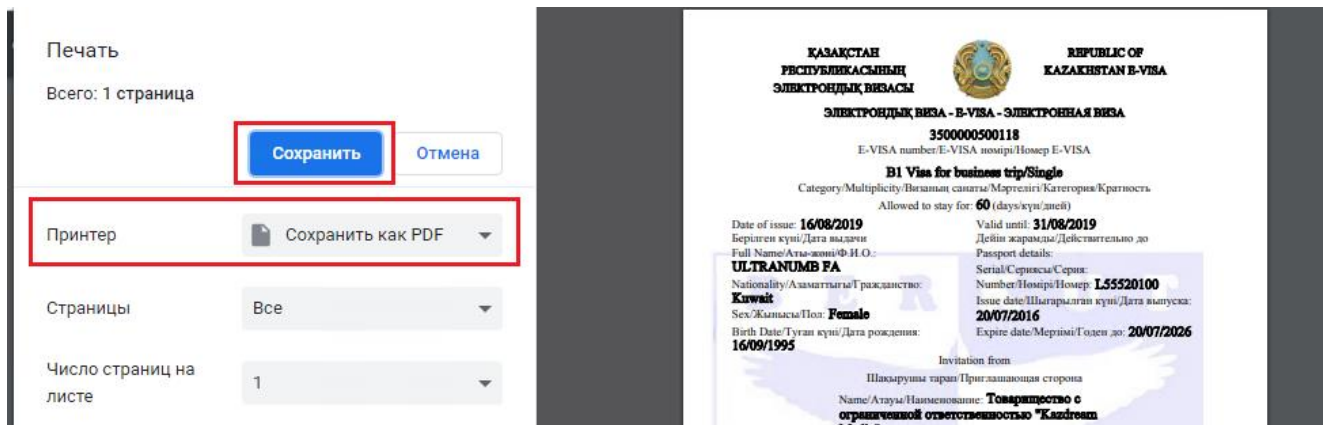 Печать
Всего: 1 страница
Сохранить
Отмена
Принтер
Сохранить как PDF
Страницы
Все
Число страниц на
листе
1
ҚАЗАҚСТАН
РЕСПУБЛИКАСЫНЫҢ
ЭЛЕКТРОНДЫҚ ВИЗАСЫ
REPUBLIC OF
KAZAKHSTAN E-VISA
ЭЛЕКТРОНДЫҚ ВИЗА - E-VISA - ЭЛЕКТРОННАЯ ВИЗА
3500000500118
E-VISA number/E-VISA нөмірі/Номер E-VISA
B1 Visa for business trip/Single
Category/Multiplicity/Визаның санаты/Мәртелігі/Категория/Кратность
Allowed to stay for: 60 (days/күн/дней)
Date of issue: 16/08/2019
Берілген күні/Дата выдачи
Full Name/Аты-жөні/Ф.И.О.:
ULTRANUMB FA
Nationality/Азаматтығы/Гражданство:
Kuwait
Sex/Жынысы/Пол: Female
Birth Date/Туған күні/Дата рождения:
16/09/1995
Valid until: 31/08/2019
Дейін жарамды/Действительно до
Passport details:
Serial/Сериясы/Серия:
Number/Нөмірі/Номер: L55520100
Issue date/Шығарылған күні/Дата выпуска:
20/07/2016
Expire date/Мерзімі/Годен до: 20/07/2026
Invitation from
Шақырушы тарап/Приглашающая сторона
Name/Атауы/Наименование: Товарищество с
ограниченной ответственностью "Kazdream